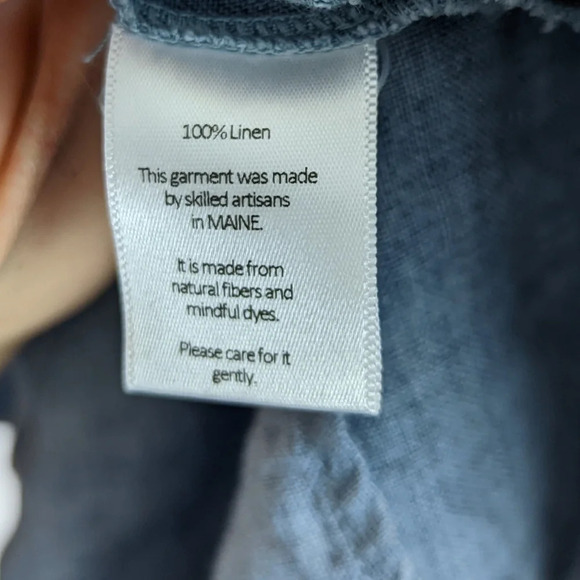 100% Linen
This garment was made
by skilled artisans
in MAINE.
It is made from
natural fibers and
mindful dyes.
Please care for it
gently.